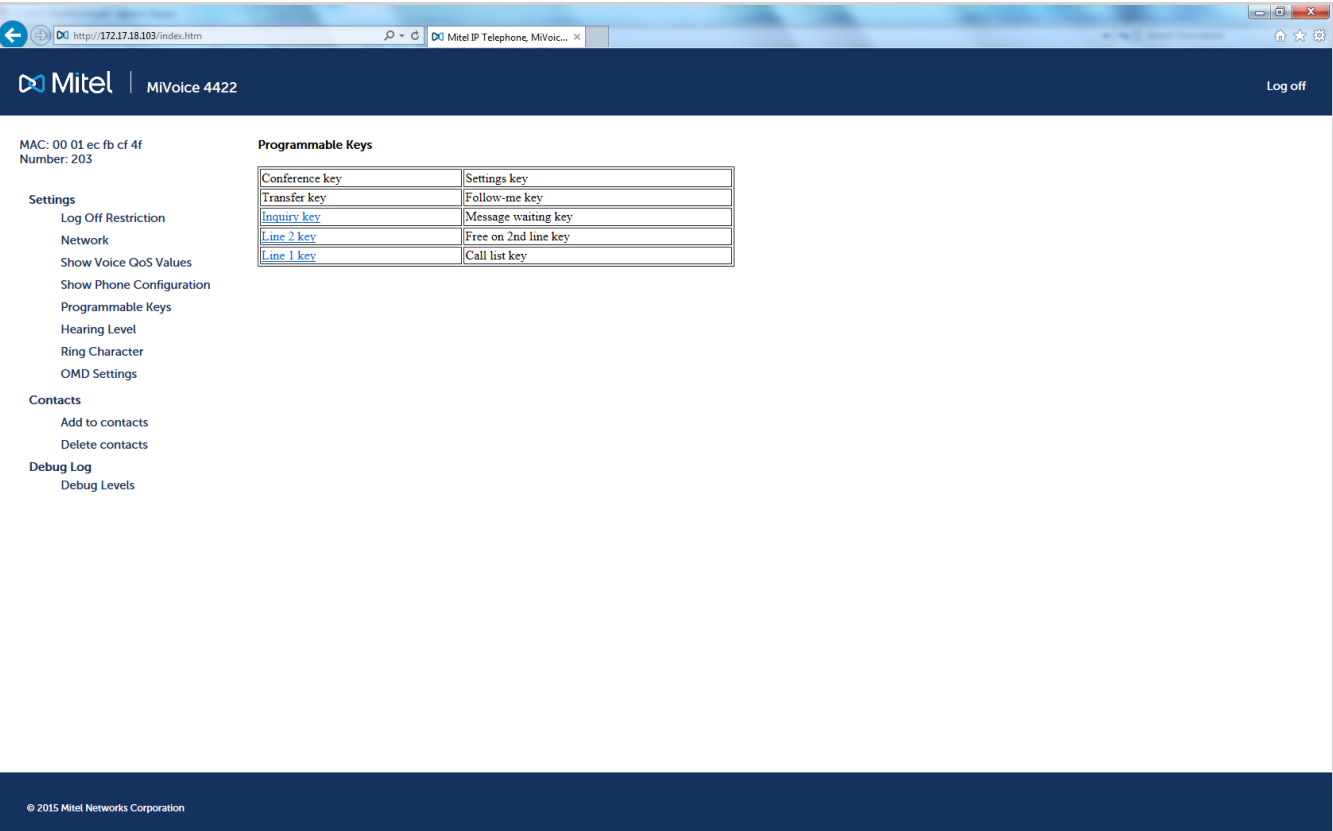 http://172.17.18.103/index.htm
Mitel IP Telephone, MiVoic...
Mitel | MiVoice 4422
Log off
MAC: 00 01 ec fb cf 4f
Number: 203
Settings
Log Off Restriction
Network
Show Voice QoS Values
Show Phone Configuration
Programmable Keys
Hearing Level
Ring Character
OMD Settings
Contacts
Add to contacts
Delete contacts
Debug Log
Debug Levels
Programmable Keys
Conference key Settings key
Transfer key Follow-me key
Inquiry key Message waiting key
Line 2 key Free on 2nd line key
Line 1 key Call list key
© 2015 Mitel Networks Corporation